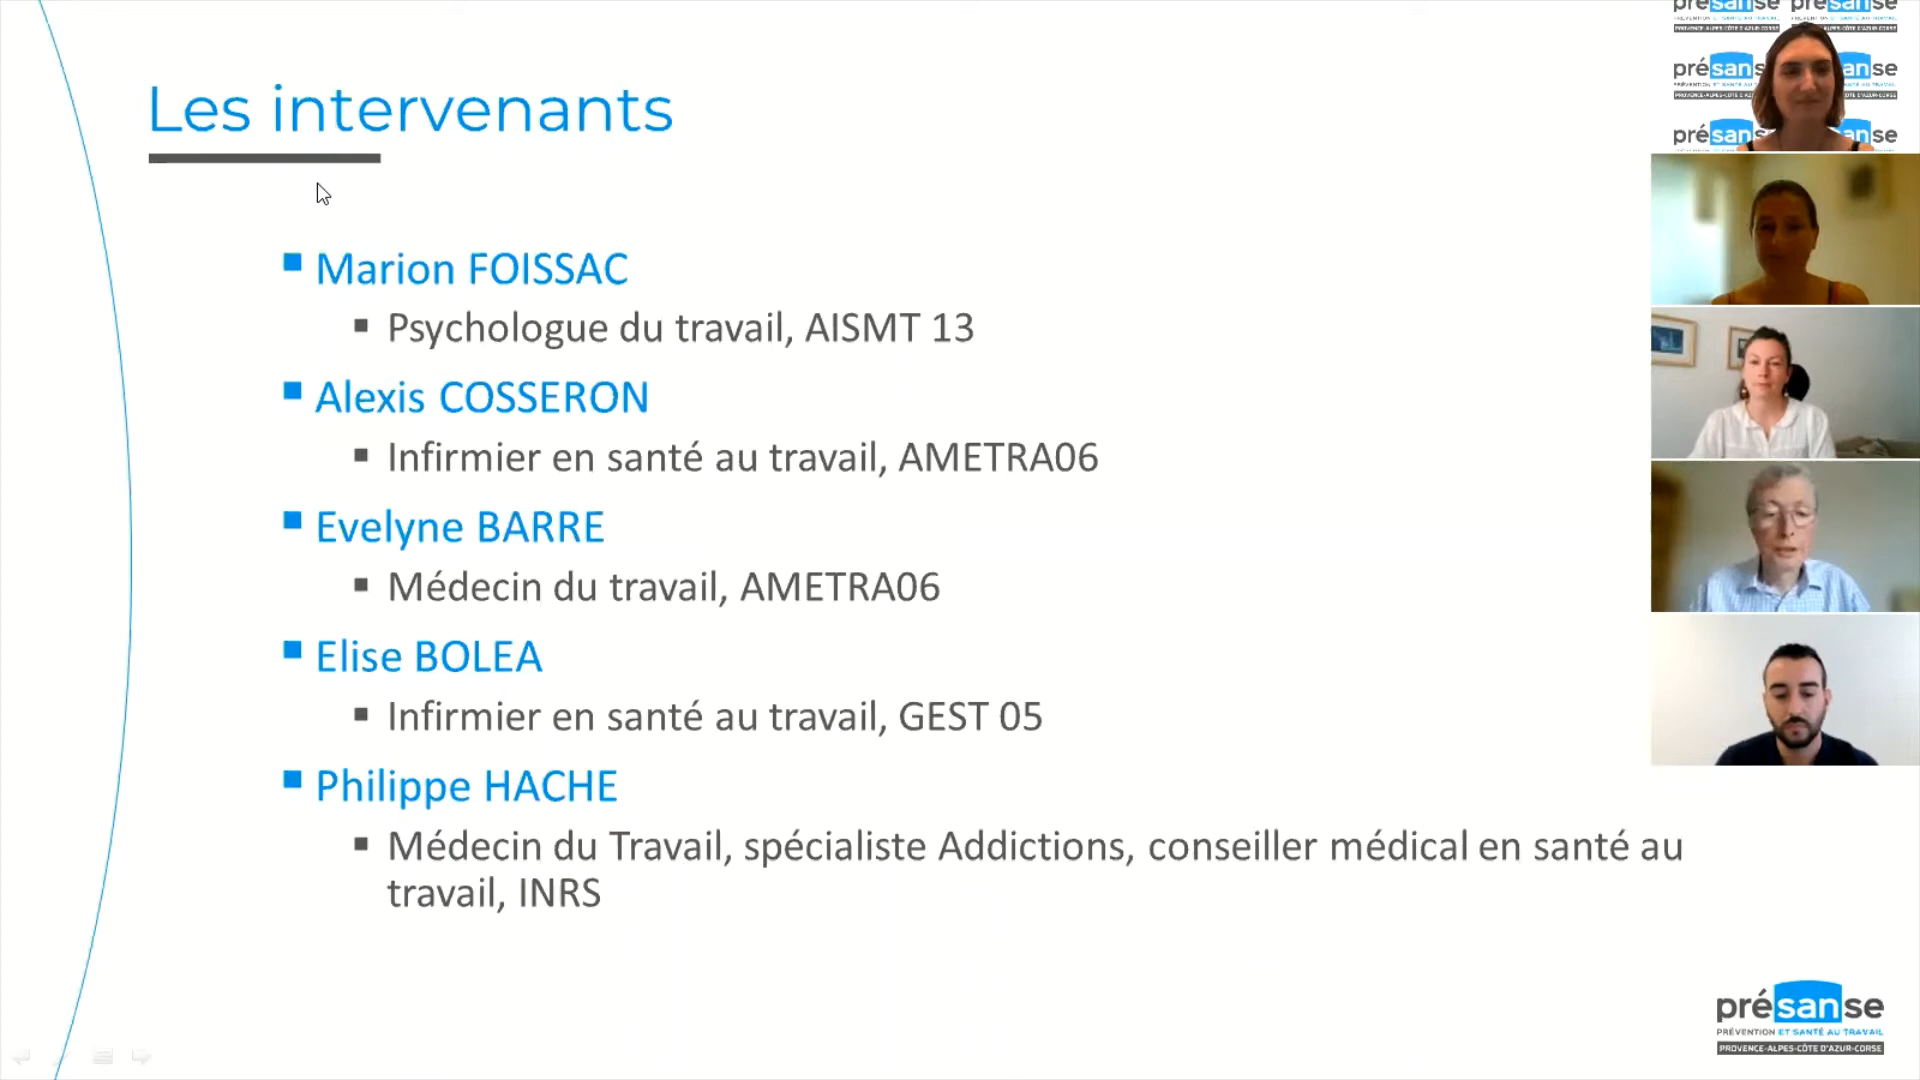 Les intervenants
Marion FOISSAC
Psychologue du travail, AISMT 13
Alexis COSSERON
Infirmier en santé au travail, AMETRA06
Evelyne BARRE
Médecin du travail, AMETRA06
Elise BOLEA
Infirmier en santé au travail, GEST 05
Philippe HACHE
Médecin du Travail, spécialiste Addictions, conseiller médical en santé au
travail, INRS
présanse
PRÉVENTION ET SANTÉ AU TRAVAIL
PROVENCE-ALPES-CÔTE D'AZUR-CORSE